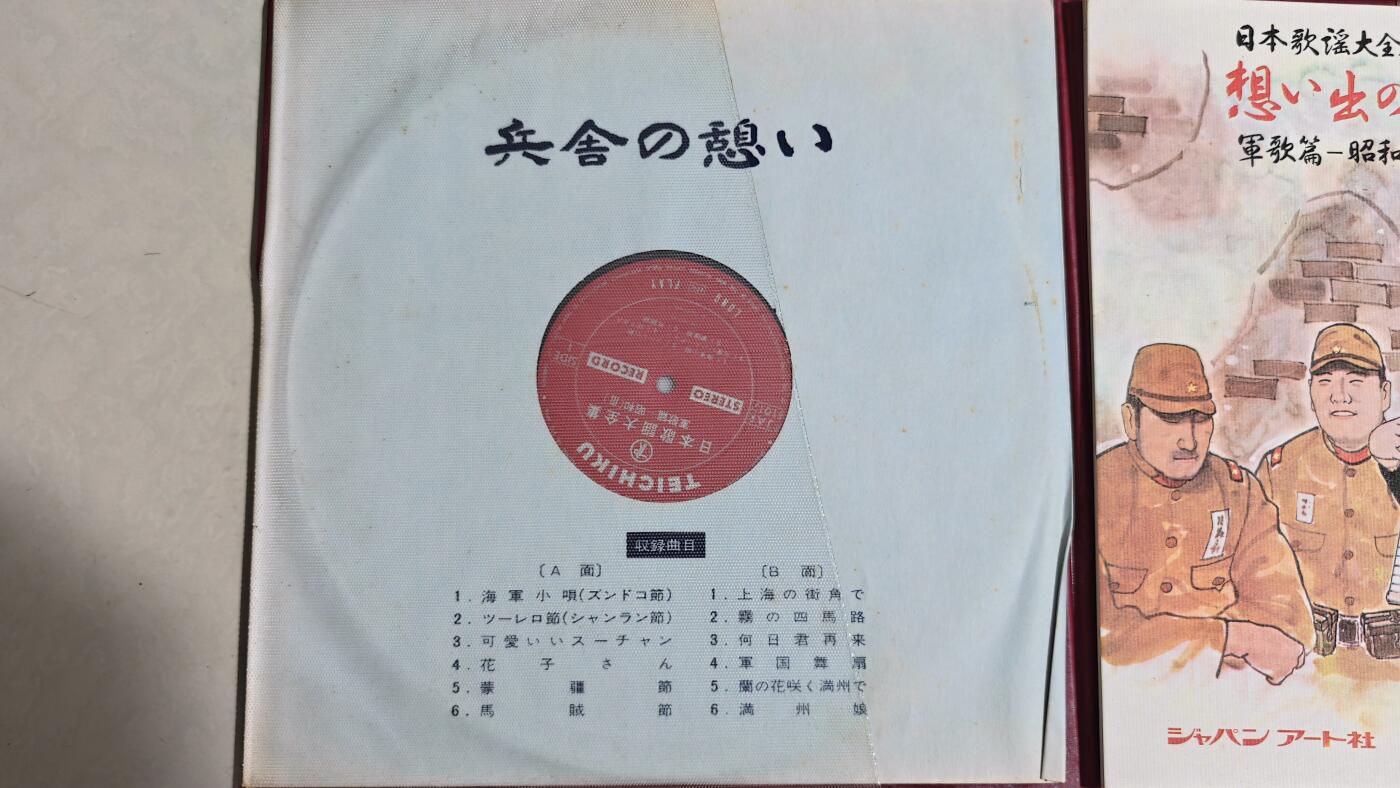 兵舎の憩い
LONG PLAY
SIDE
1
STEREO
RECORD
日本歌謡大全集
TEICHIKU
収録曲目
〔A 面〕
1. 海軍小唄(ズンドコ節)
2. ツーレロ節(シャンラン節)
3. 可愛いいスーチャン
4. 花子さん
5. 蒙疆節
6. 馬賊節
〔B 面〕
1. 上海の街角で
2. 霧の四馬路
3. 何日君再来
4. 軍国舞扇
5. 蘭の花咲く満州で
6. 満州娘
日本歌謡大全
想い出の
軍歌篇－昭和
ジャパン アート社